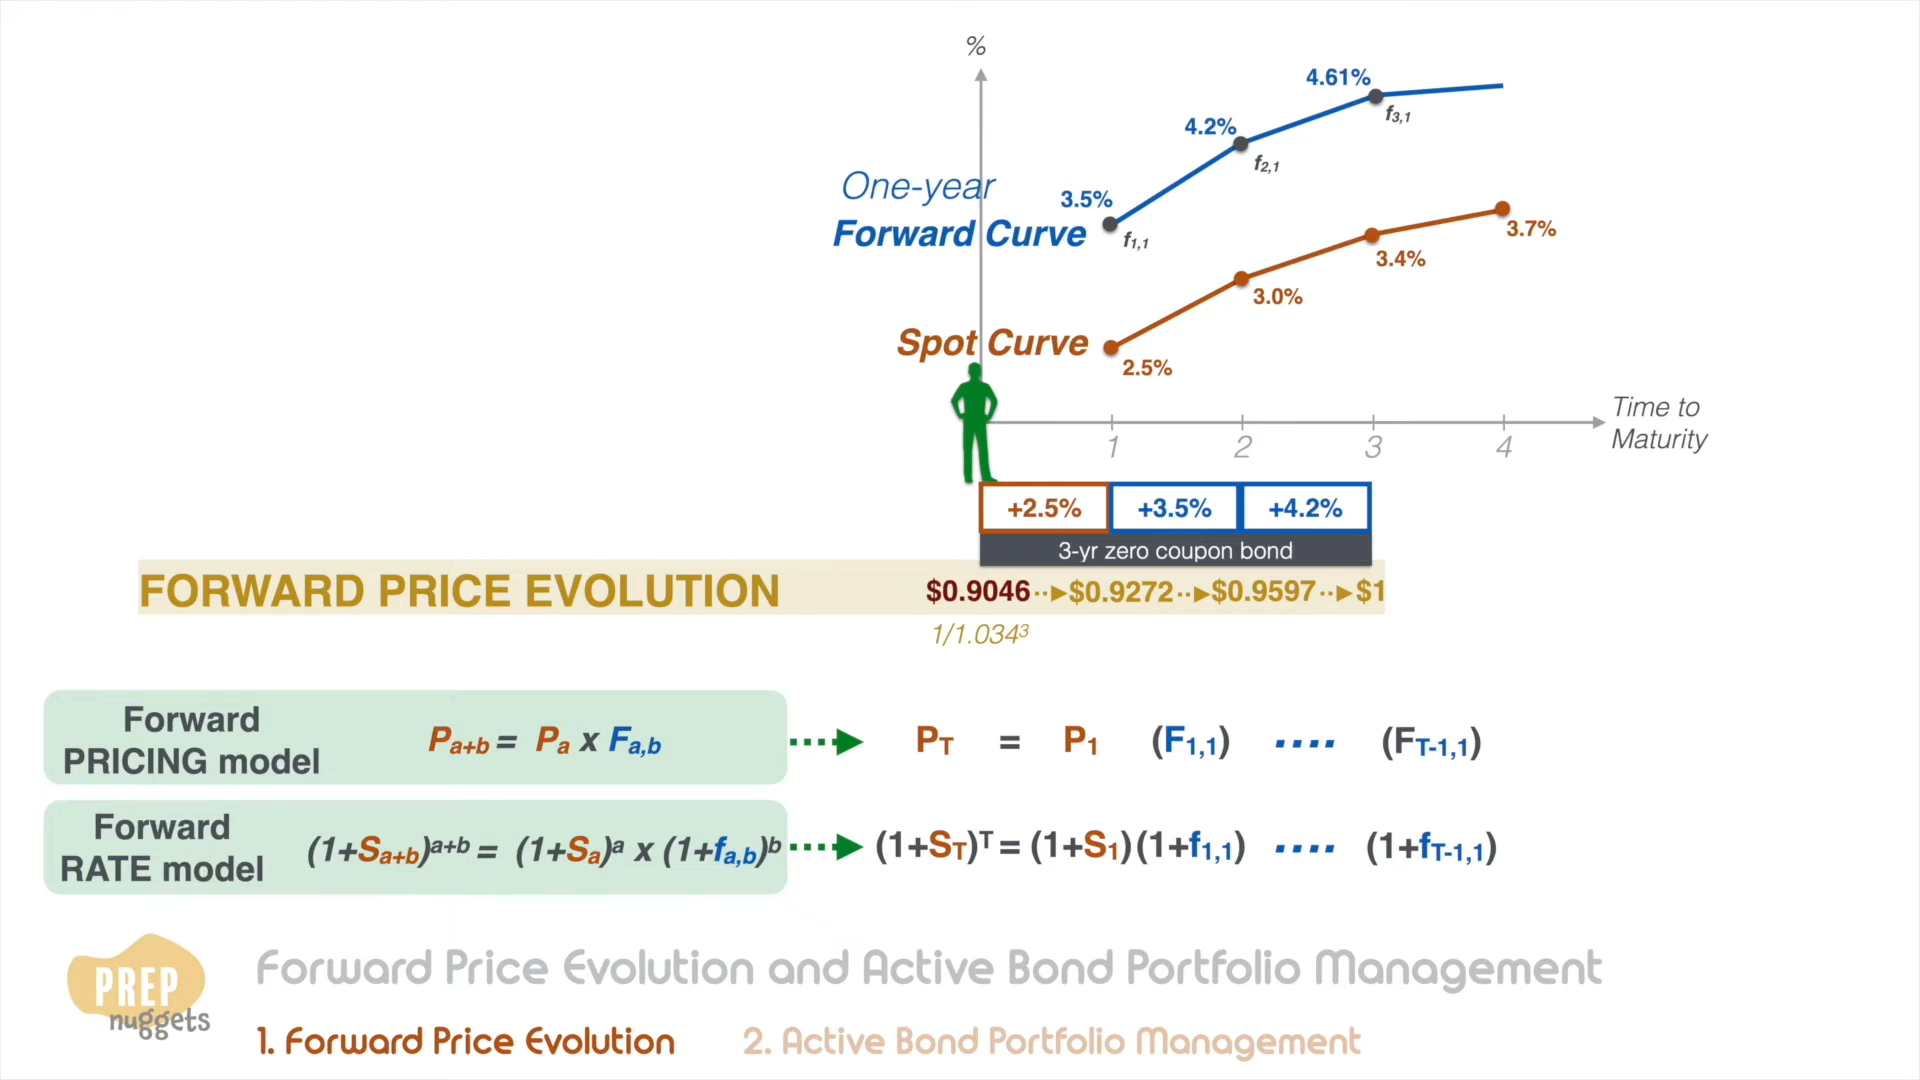 %
4.61%
f3,1
4.2%
f2,1
One-year
Forward Curve
3.5%
f1,1
3.7%
3.4%
3.0%
Spot Curve
2.5%
Time to
Maturity
1 2 3 4
+2.5% +3.5% +4.2%
3-yr zero coupon bond
FORWARD PRICE EVOLUTION $0.9046 $0.9272 $0.9597 $1
1/1.034³
Forward
PRICING model
Pa+b = Pa x Fa,b
PT = P1 (F1,1) .... (FT-1,1)
Forward
RATE model
(1+Sa+b)^a+b = (1+Sa)^a x (1+fa,b)^b
(1+ST)^T = (1+S1)(1+f1,1) .... (1+fT-1,1)
PREP
nuggets
Forward Price Evolution and Active Bond Portfolio Management
1. Forward Price Evolution 2. Active Bond Portfolio Management